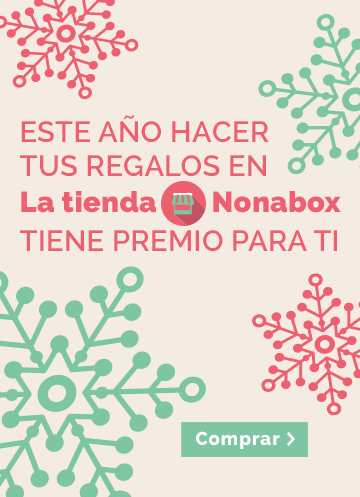 ESTE AÑO HACER
TUS REGALOS EN
La tienda Nonabox
TIENE PREMIO PARA TI
Comprar >